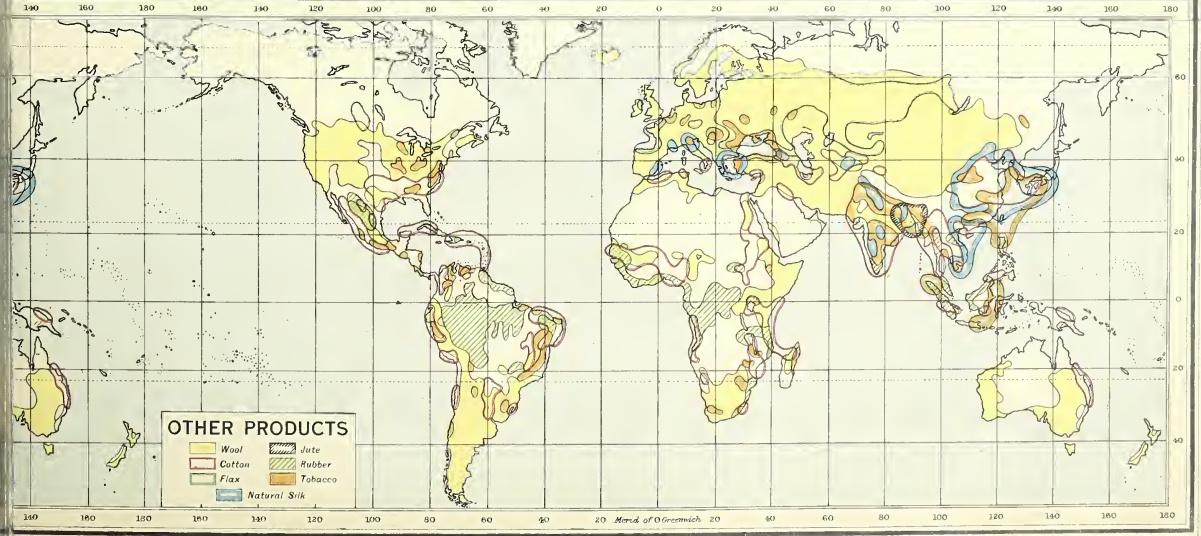 140 160 180 160 140 120 100 80 60 40 20 0 20 40 60 80 100 120 140 160 180
60
40
20
0
20
40
OTHER PRODUCTS
Wool Jute
Cotton Rubber
Flax Tobacco
Natural Silk
140 160 180 160 140 120 100 80 60 40 20 Merid. of 0 Greenwich 20 40 60 80 100 120 140 160 180